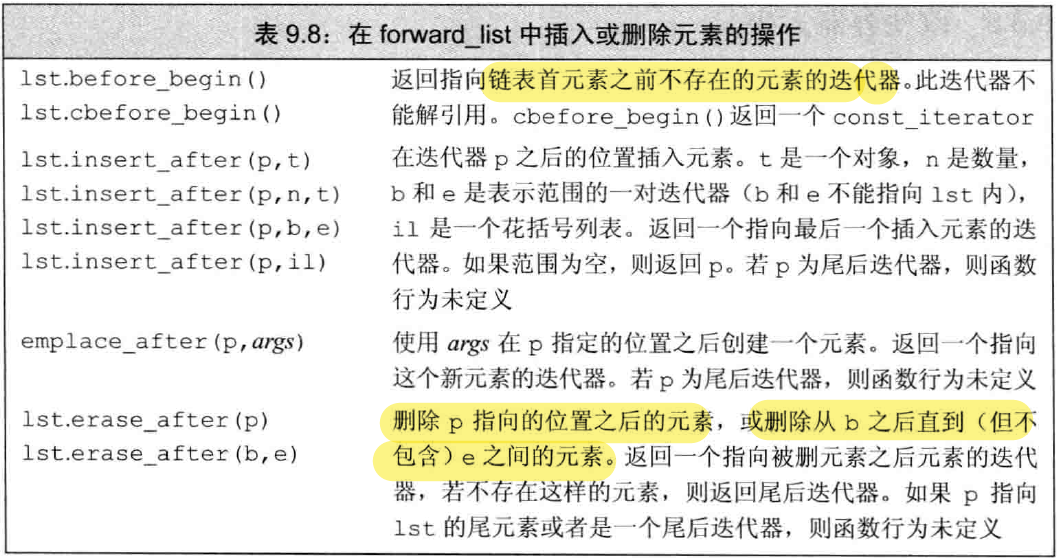 表 9.8：在 forward_list 中插入或删除元素的操作
lst.before_begin() 返回指向链表首元素之前不存在的元素的迭代器。此迭代器不
lst.cbefore_begin() 能解引用。cbefore_begin()返回一个 const_iterator
lst.insert_after(p,t) 在迭代器 p 之后的位置插入元素。t 是一个对象，n 是数量，
lst.insert_after(p,n,t) b 和 e 是表示范围的一对迭代器（b 和 e 不能指向 lst 内），
lst.insert_after(p,b,e) il 是一个花括号列表。返回一个指向最后一个插入元素的迭
lst.insert_after(p,il) 代器。如果范围为空，则返回 p。若 p 为尾后迭代器，则函数
行为未定义
emplace_after(p,args) 使用 args 在 p 指定的位置之后创建一个元素。返回一个指向
这个新元素的迭代器。若 p 为尾后迭代器，则函数行为未定义
lst.erase_after(p) 删除 p 指向的位置之后的元素，或删除从 b 之后直到（但不
lst.erase_after(b,e) 包含）e 之间的元素。返回一个指向被删元素之后元素的迭代
器，若不存在这样的元素，则返回尾后迭代器。如果 p 指向
lst 的尾元素或者是一个尾后迭代器，则函数行为未定义